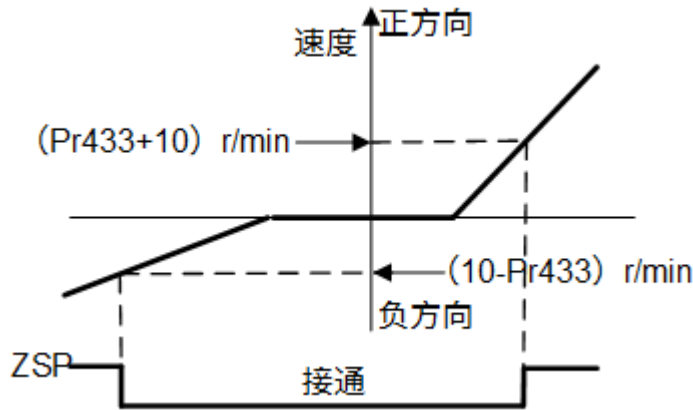 正方向
速度
（Pr433+10）r/min
（10-Pr433）r/min
负方向
ZSP
接通